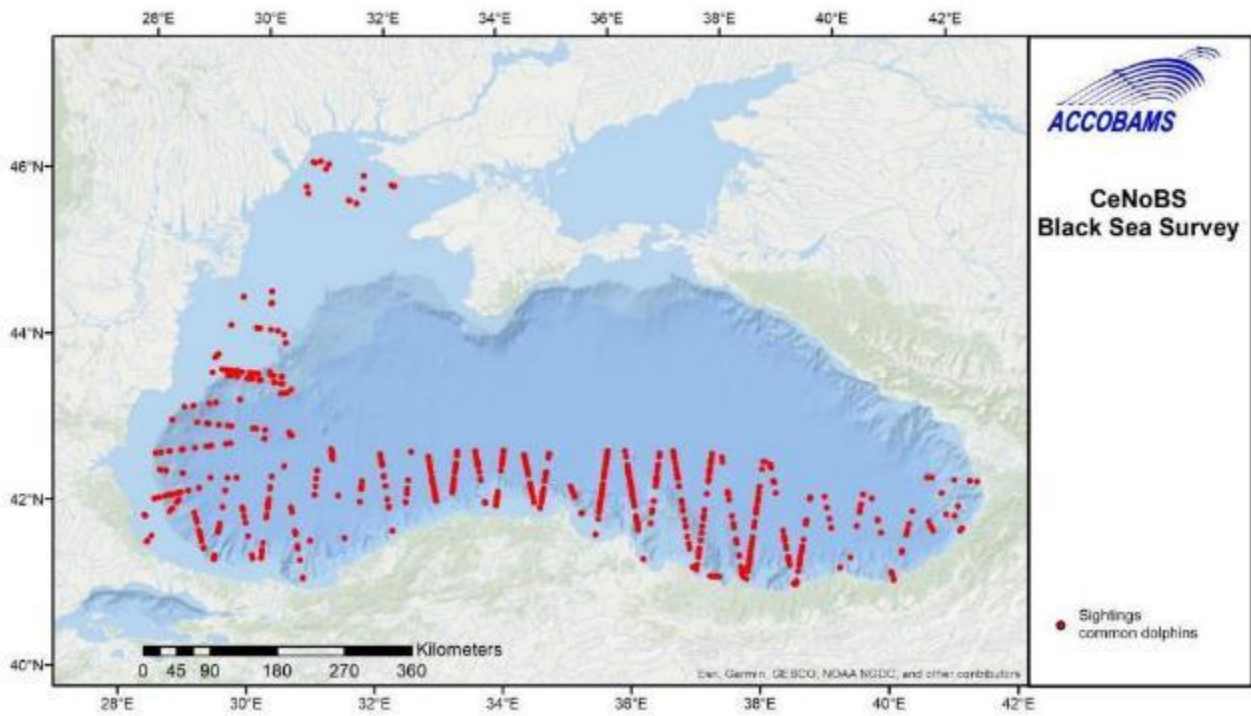 28°E 30°E 32°E 34°E 36°E 38°E 40°E 42°E
ACCOBAMS
CeNoBS
Black Sea Survey
46°N
44°N
42°N
40°N
Sightings
common dolphins
Kilometers
0 45 90 180 270 360
Esri, Garmin, GEBCO, NOAA NGDC, and other contributors
28°E 30°E 32°E 34°E 36°E 38°E 40°E 42°E